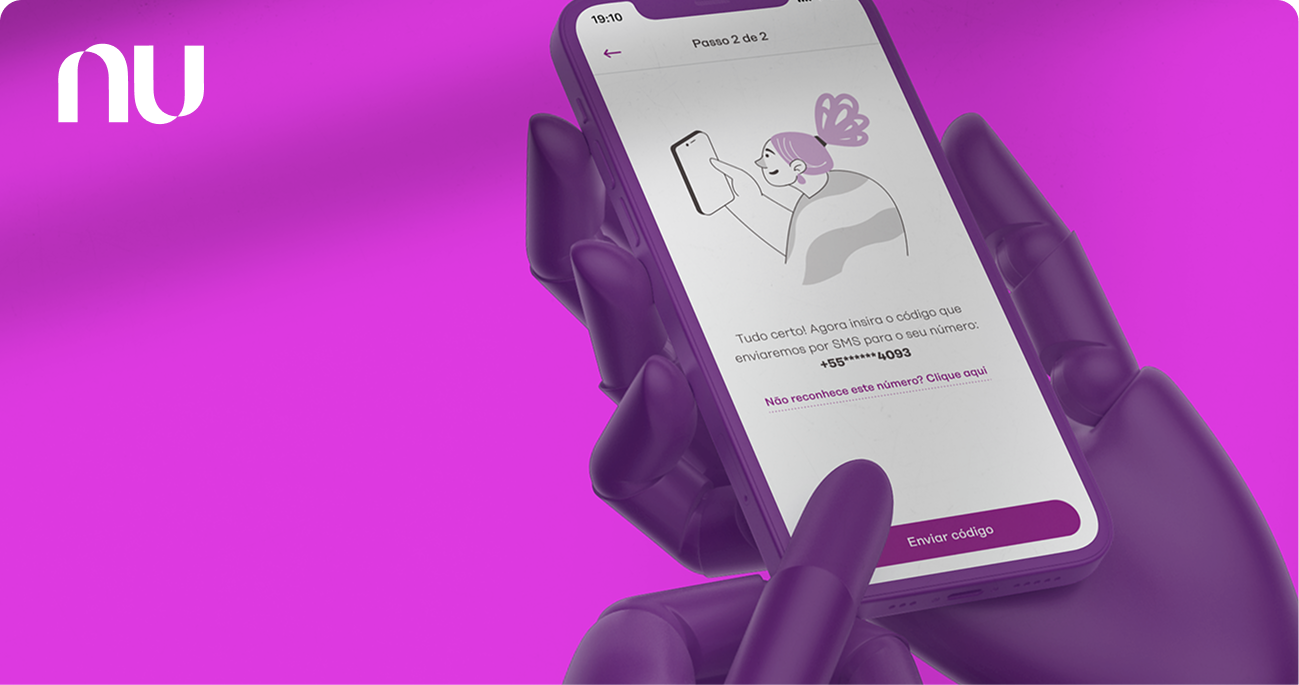 nu
19:10
Passo 2 de 2
Tudo certo! Agora insira o código que
enviaremos por SMS para o seu número:
+55******4093
Não reconhece este número? Clique aqui
Enviar código